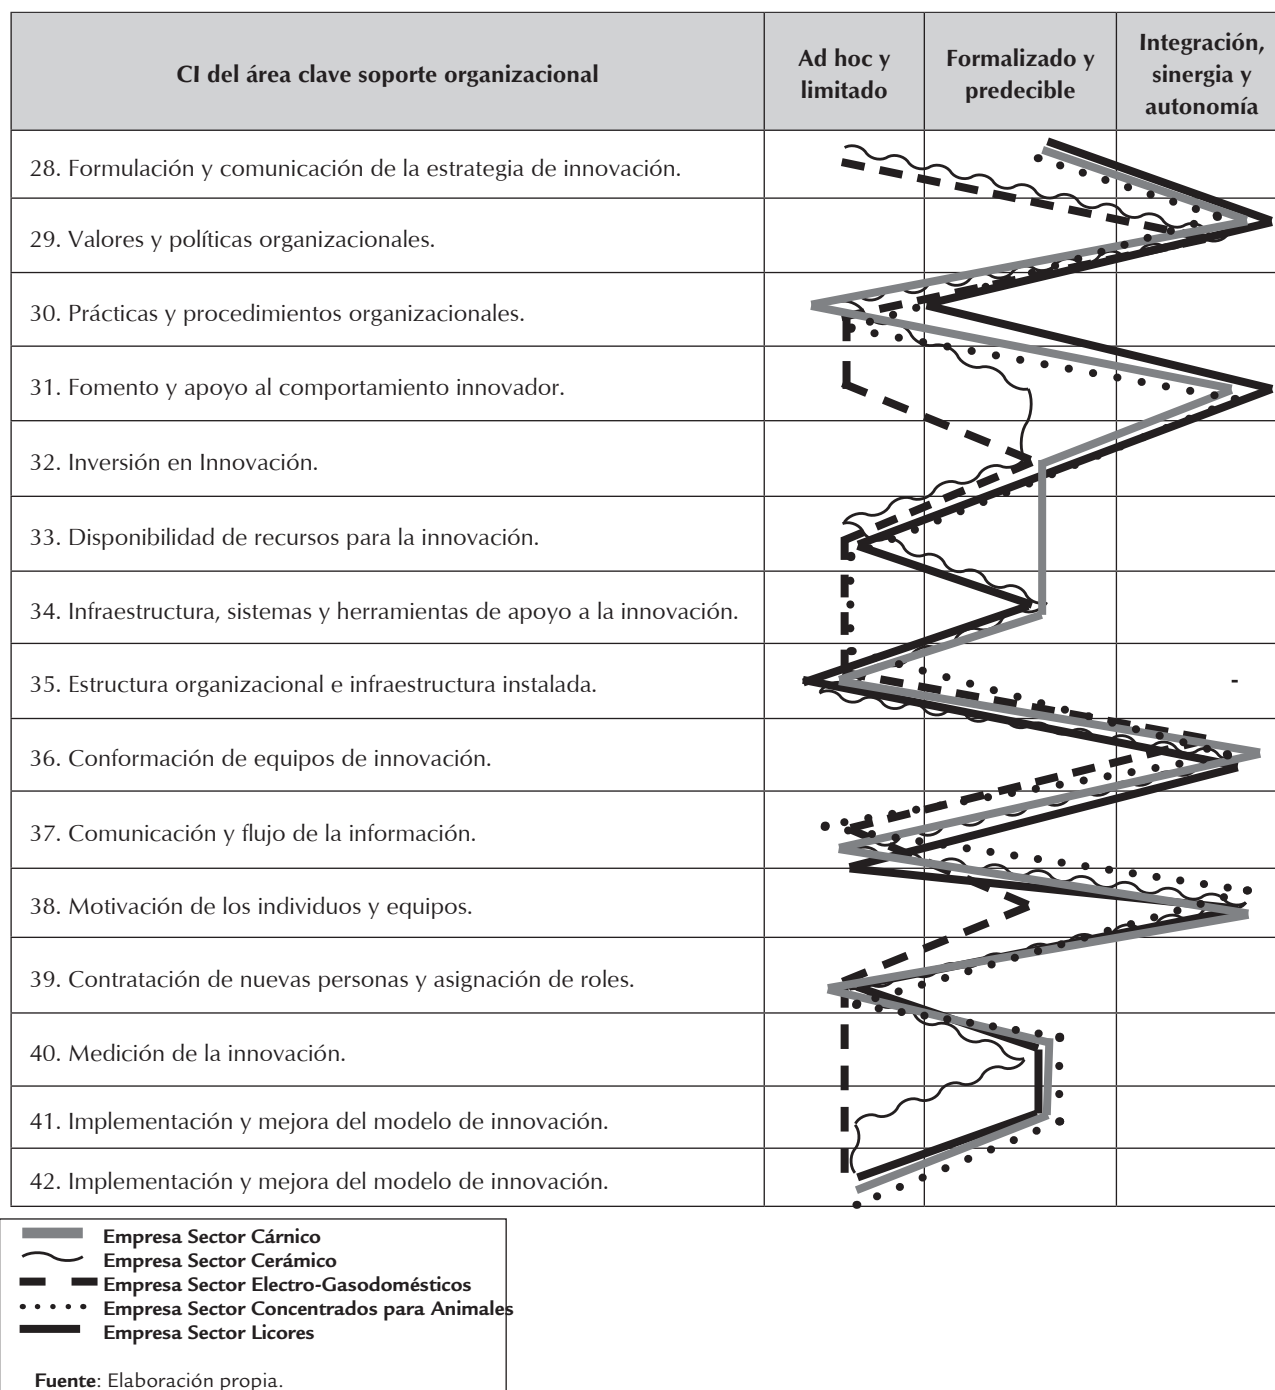 CI del área clave soporte organizacional
Ad hoc y
limitado
Formalizado y
predecible
Integración,
sinergia y
autonomía
28. Formulación y comunicación de la estrategia de innovación.
29. Valores y políticas organizacionales.
30. Prácticas y procedimientos organizacionales.
31. Fomento y apoyo al comportamiento innovador.
32. Inversión en Innovación.
33. Disponibilidad de recursos para la innovación.
34. Infraestructura, sistemas y herramientas de apoyo a la innovación.
35. Estructura organizacional e infraestructura instalada.
-
36. Conformación de equipos de innovación.
37. Comunicación y flujo de la información.
38. Motivación de los individuos y equipos.
39. Contratación de nuevas personas y asignación de roles.
40. Medición de la innovación.
41. Implementación y mejora del modelo de innovación.
42. Implementación y mejora del modelo de innovación.
Empresa Sector Cárnico
Empresa Sector Cerámico
Empresa Sector Electro-Gasodomésticos
Empresa Sector Concentrados para Animales
Empresa Sector Licores
Fuente: Elaboración propia.